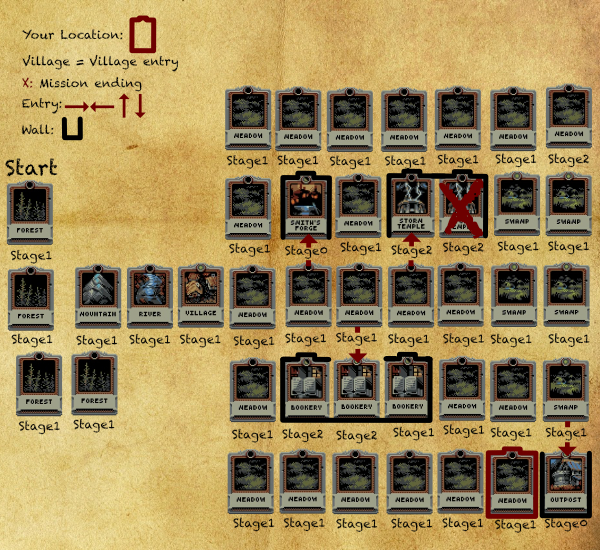 Your Location:
Village = Village entry
X: Mission ending
Entry:
Wall:
Start
MEADOW MEADOW MEADOW MEADOW MEADOW MEADOW MEADOW
Stage1 Stage1 Stage1 Stage1 Stage1 Stage1 Stage2
FOREST MEADOW SMITH'S FORGE MEADOW STORM TEMPLE X SWAMP SWAMP
Stage1 Stage1 Stage0 Stage1 Stage2 Stage2 Stage1 Stage1
FOREST MOUNTAIN RIVER VILLAGE MEADOW MEADOW MEADOW MEADOW MEADOW SWAMP SWAMP
Stage1 Stage1 Stage1 Stage1 Stage1 Stage1 Stage1 Stage1 Stage1 Stage1 Stage1
FOREST FOREST MEADOW BOOKERY BOOKERY BOOKERY MEADOW MEADOW SWAMP
Stage1 Stage1 Stage1 Stage2 Stage2 Stage1 Stage1 Stage1 Stage1
MEADOW MEADOW MEADOW MEADOW MEADOW MEADOW OUTPOST
Stage1 Stage1 Stage1 Stage1 Stage1 Stage1 Stage0